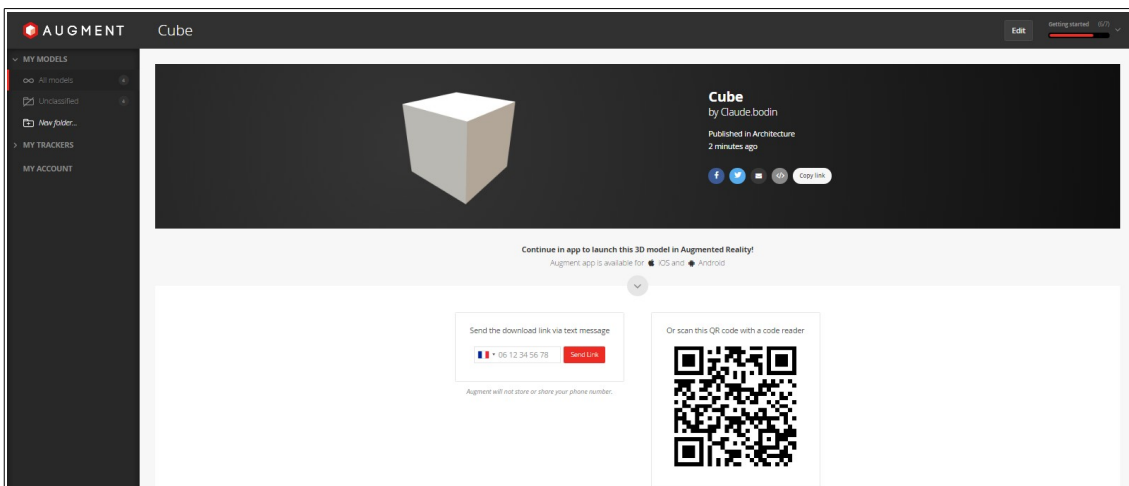 AUGMENT
Cube
Edit
Getting started (6/7)
MY MODELS
All models 4
Unclassified 4
New folder...
MY TRACKERS
MY ACCOUNT
Cube
by Claude.bodin
Published in Architecture
2 minutes ago
Copy link
Continue in app to launch this 3D model in Augmented Reality!
Augment app is available for iOS and Android.
Send the download link via text message
06 12 34 56 78 Send Link
Augment will not store or share your phone number.
Or scan this QR code with a code reader